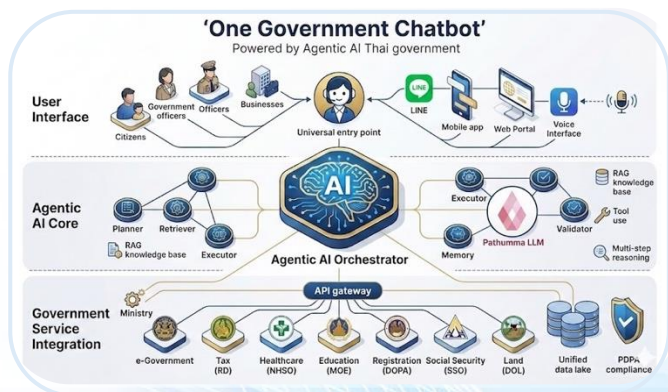 'One Government Chatbot'
Powered by Agentic AI Thai government
User
Interface
Citizens
Government
officers
Officers
Businesses
Universal entry point
LINE
LINE
Mobile app
Web Portal
Voice
Interface
Agentic
AI Core
Planner
Retriever
Executor
RAG
knowledge base
AI
Agentic AI Orchestrator
Executor
Memory
Pathumma LLM
Validator
RAG
knowledge
base
Tool
use
Multi-step
reasoning
Government
Service
Integration
Ministry
API gateway
e-Government
Tax
(RD)
Healthcare
(NHSO)
Education
(MOE)
Registration
(DOPA)
Social Security
(SSO)
Land
(DOL)
Unified
data lake
PDPA
compliance